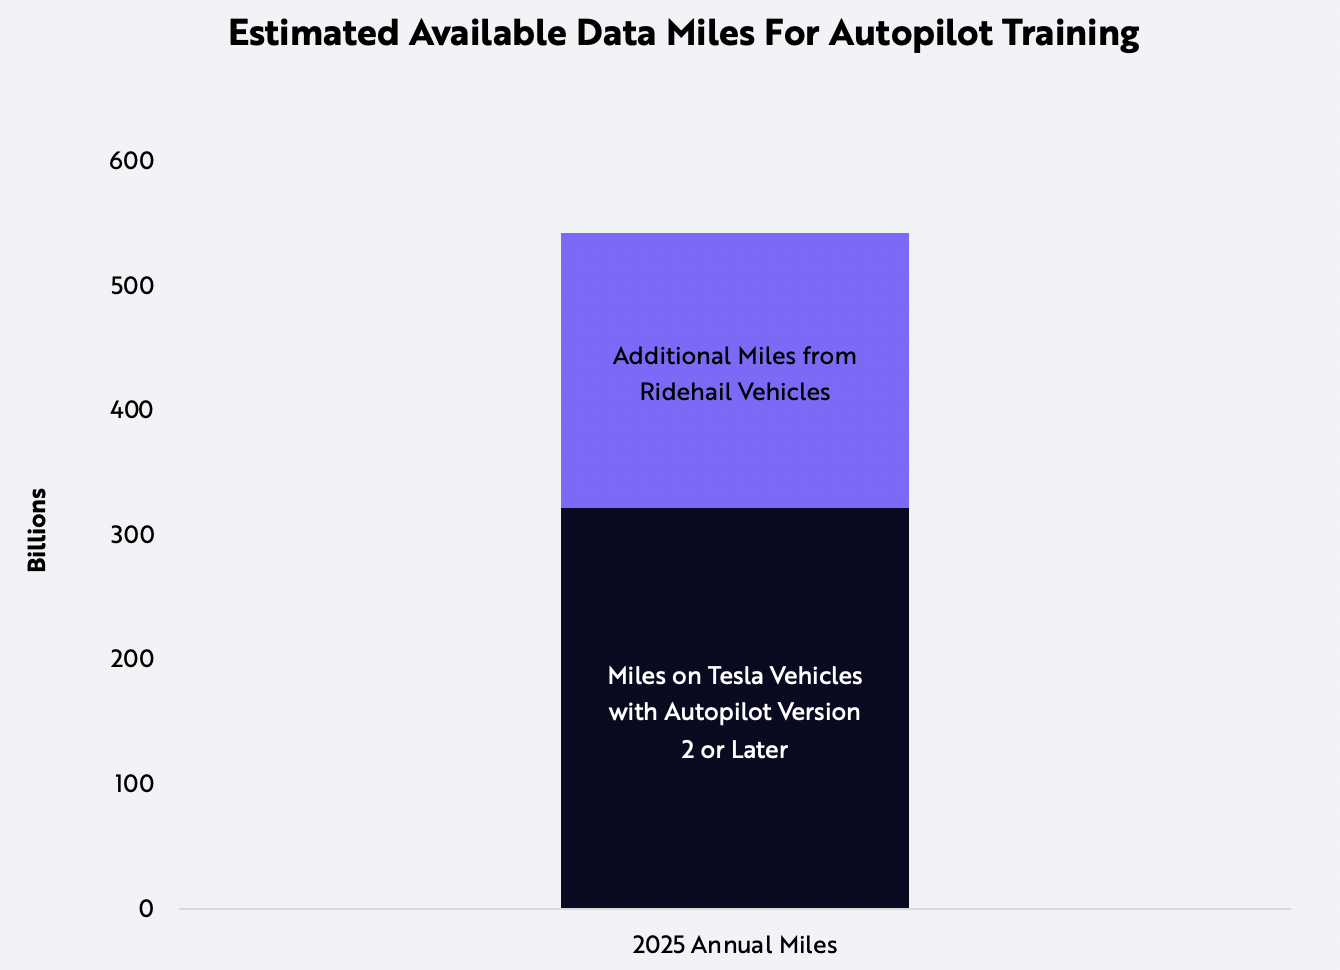 Estimated Available Data Miles For Autopilot Training
600
500
400
300
200
100
0
Billions
Additional Miles from
Ridehail Vehicles
Miles on Tesla Vehicles
with Autopilot Version
2 or Later
2025 Annual Miles